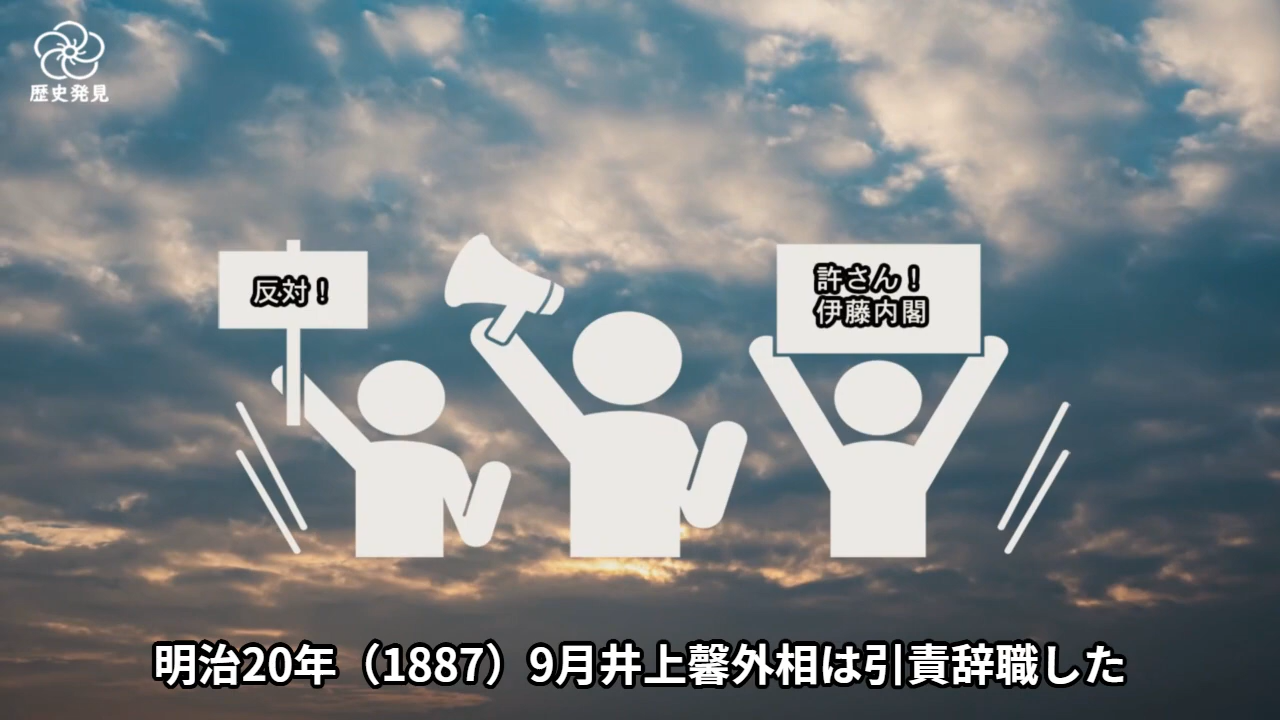 歴史発見
反対！
許さん！
伊藤内閣
明治20年（1887）9月井上馨外相は引責辞職した